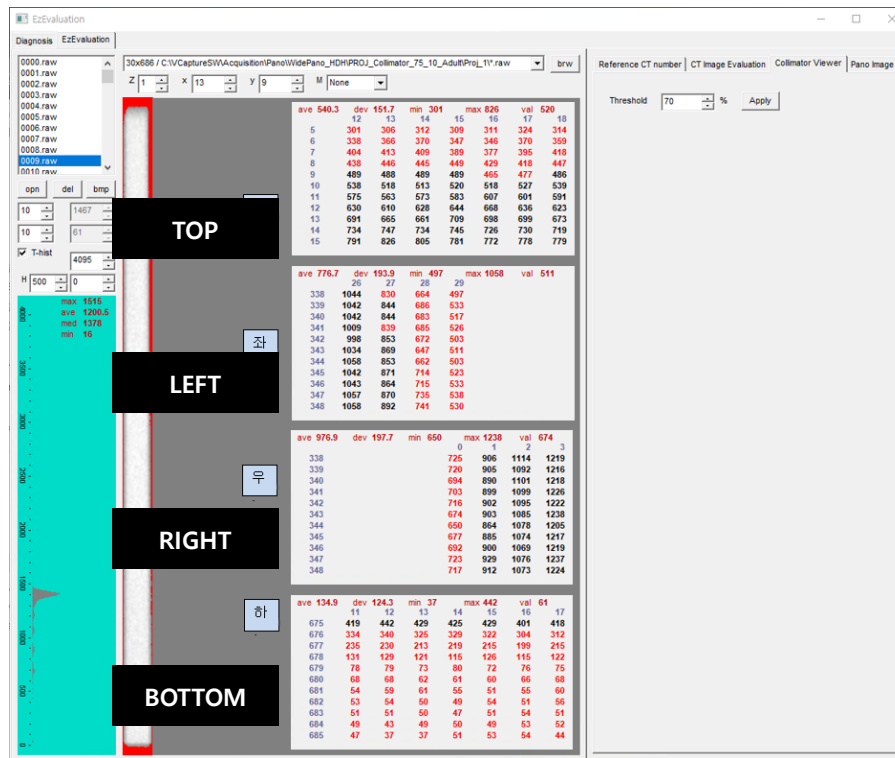 EzEvaluation
Diagnosis EzEvaluation
0000.raw
0001.raw
0002.raw
0003.raw
0004.raw
0005.raw
0006.raw
0007.raw
0008.raw
0009.raw
0010.raw
opn del bmp
10 1467
10 61
T-hist 4095
H 500 0
max 1515
ave 1200.5
med 1378
min 16
4000
3500
3000
2500
2000
1500
1000
500
0
30x686 / C:\VCaptureSW\Acquisition\Pano\WidePano_HDH\PROJ_Collimator_75_10_Adult\Proj_1\*.raw brw
Z 1 x 13 y 9 M None
TOP
ave 540.3 dev 151.7 min 301 max 826 val 520
12 13 14 15 16 17 18
5 301 306 312 309 311 324 314
6 338 366 370 347 346 370 359
7 404 413 409 389 377 395 418
8 438 446 445 449 429 418 447
9 489 488 489 489 465 477 486
10 538 518 513 520 518 527 539
11 575 563 573 583 607 601 591
12 630 610 628 644 668 636 623
13 691 665 661 709 698 699 673
14 734 747 734 745 726 730 719
15 791 826 805 781 772 778 779
좌
LEFT
ave 776.7 dev 193.9 min 497 max 1058 val 511
26 27 28 29
338 1044 830 664 497
339 1042 844 686 533
340 1042 844 683 517
341 1009 839 685 526
342 998 853 672 503
343 1034 869 647 511
344 1058 853 662 503
345 1042 871 714 523
346 1043 864 715 533
347 1057 870 735 538
348 1058 892 741 530
우
RIGHT
ave 976.9 dev 197.7 min 650 max 1238 val 674
0 1 2 3
338 725 906 1114 1219
339 720 905 1092 1216
340 694 890 1101 1218
341 703 899 1099 1226
342 716 902 1095 1222
343 674 903 1085 1238
344 650 864 1078 1205
345 677 885 1074 1217
346 692 900 1069 1219
347 723 929 1076 1237
348 717 912 1073 1224
하
BOTTOM
ave 134.9 dev 124.3 min 37 max 442 val 61
11 12 13 14 15 16 17
675 419 442 429 425 429 401 418
676 334 340 325 329 322 304 312
677 235 230 213 219 215 199 215
678 131 129 121 115 126 115 122
679 78 79 73 80 72 76 75
680 68 68 62 61 60 66 68
681 54 59 61 55 51 55 60
682 53 54 50 49 54 51 56
683 51 51 50 47 51 54 51
684 49 43 49 50 49 53 52
685 47 37 37 51 53 54 44
Reference CT number CT Image Evaluation Collimator Viewer Pano Image
Threshold 70 % Apply